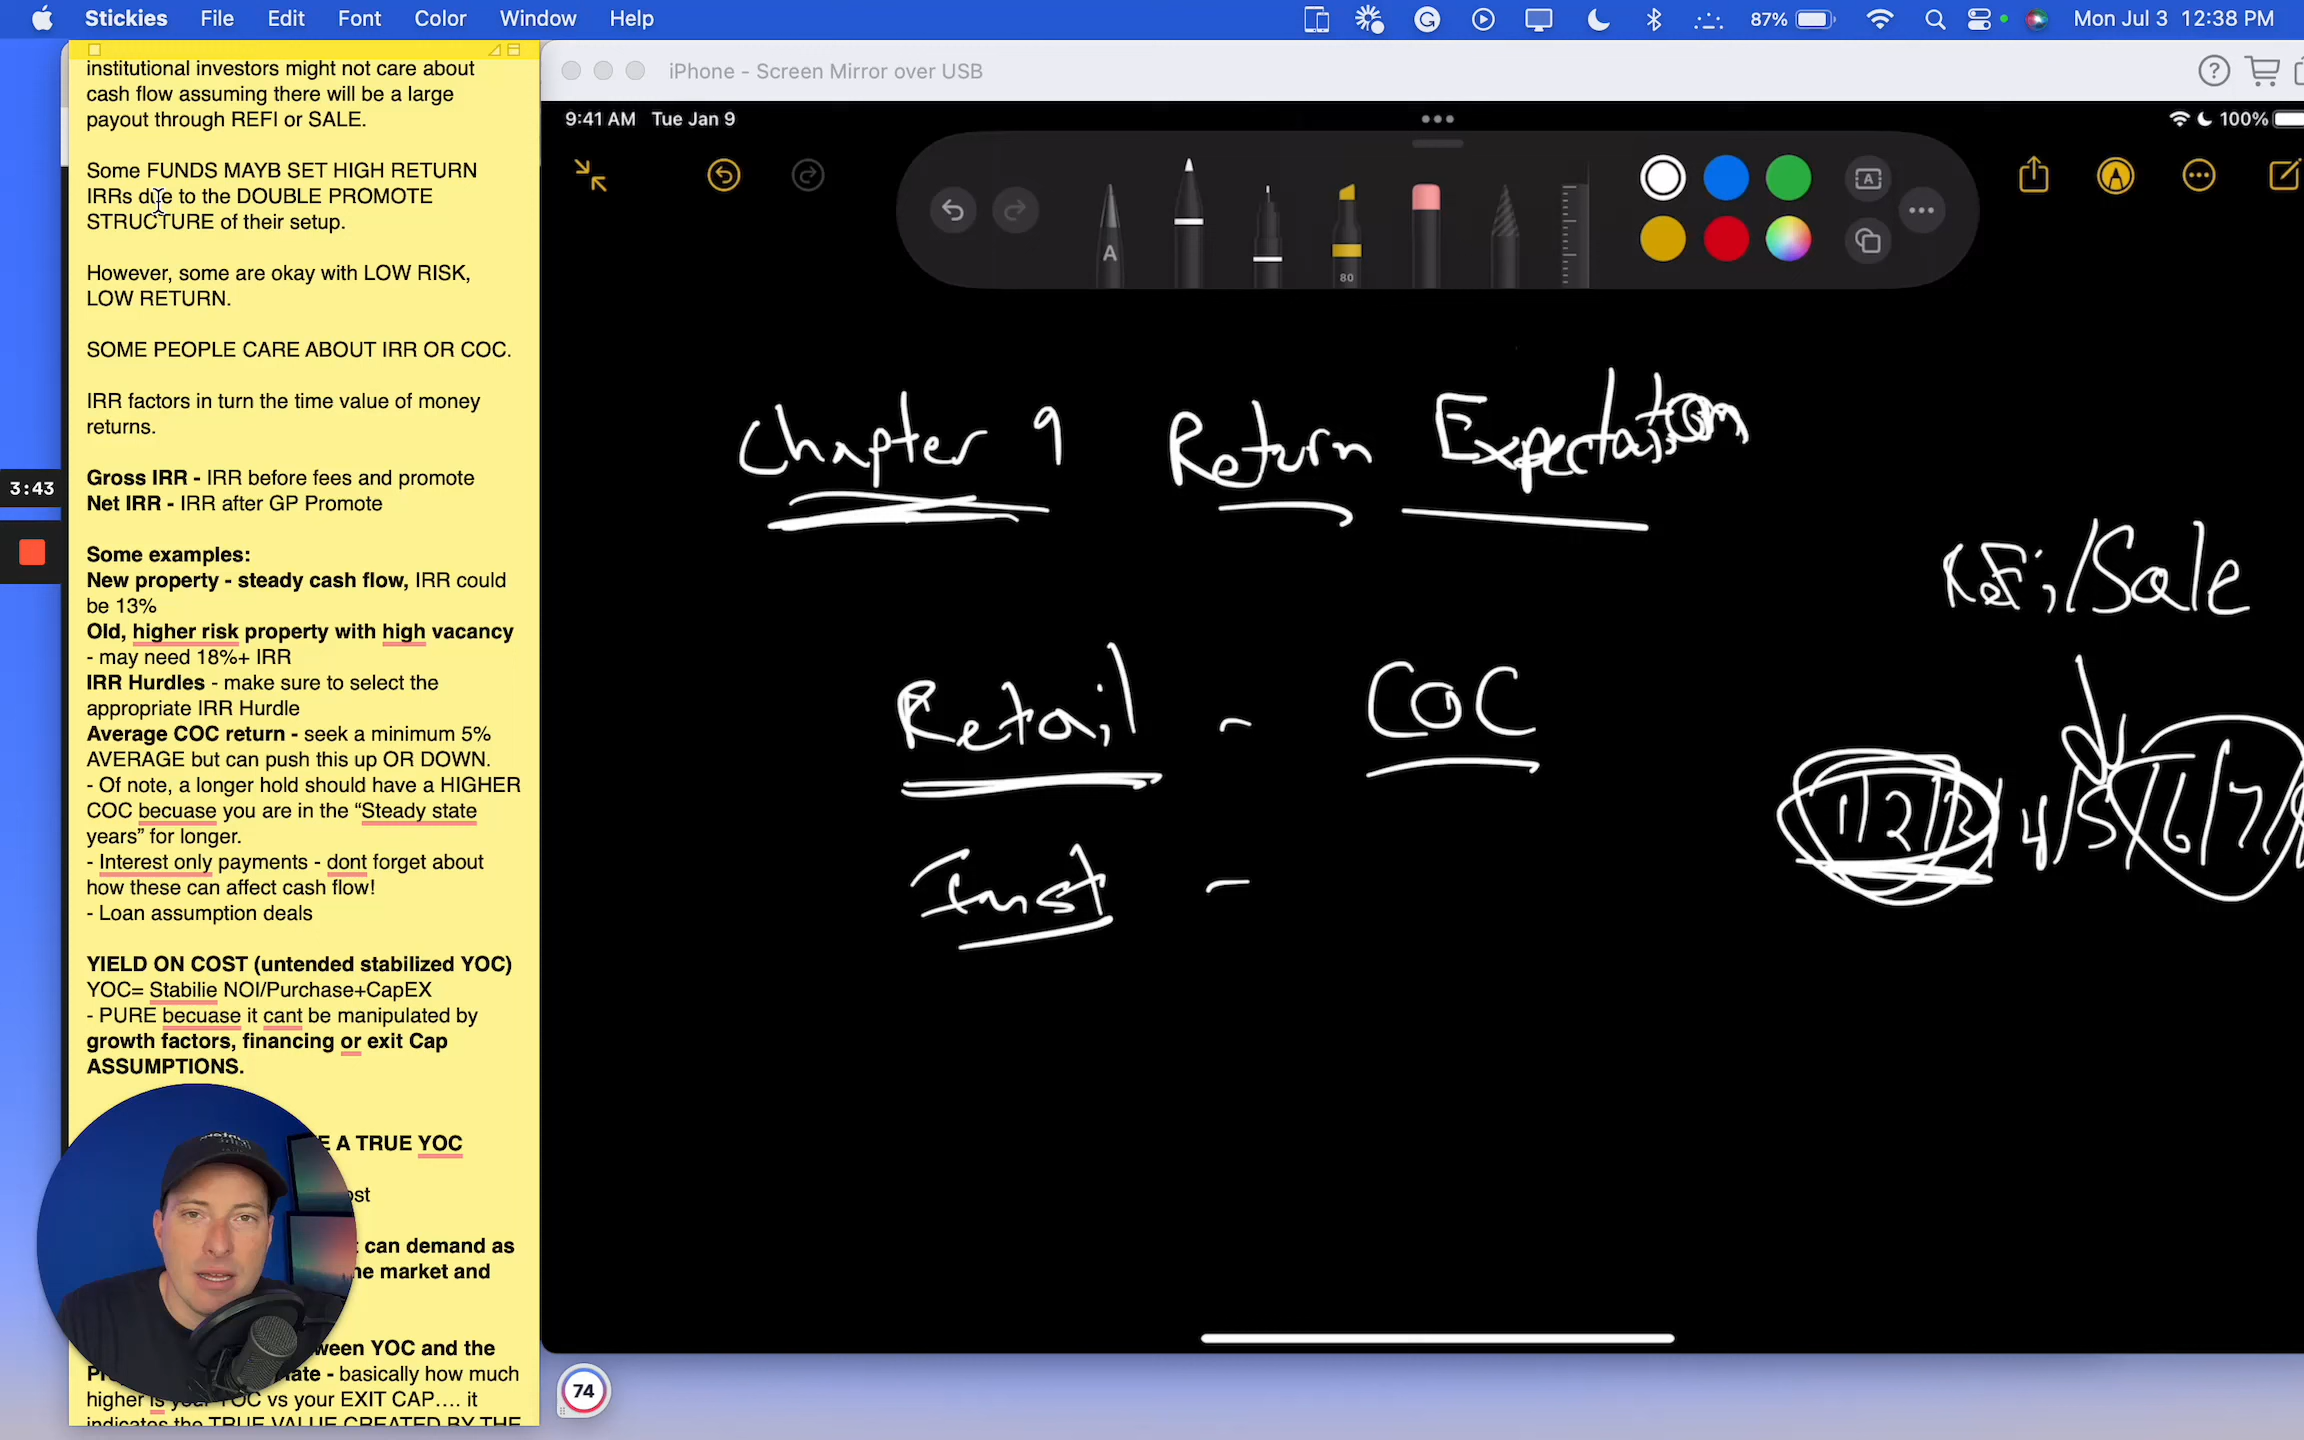 Stickies File Edit Font Color Window Help 87% Mon Jul 3 12:38 PM
institutional investors might not care about
cash flow assuming there will be a large
payout through REFI or SALE.
Some FUNDS MAYB SET HIGH RETURN
IRRs due to the DOUBLE PROMOTE
STRUCTURE of their setup.
However, some are okay with LOW RISK,
LOW RETURN.
SOME PEOPLE CARE ABOUT IRR OR COC.
IRR factors in turn the time value of money
returns.
Gross IRR - IRR before fees and promote
Net IRR - IRR after GP Promote
Some examples:
New property - steady cash flow, IRR could
be 13%
Old, higher risk property with high vacancy
- may need 18%+ IRR
IRR Hurdles - make sure to select the
appropriate IRR Hurdle
Average COC return - seek a minimum 5%
AVERAGE but can push this up OR DOWN.
- Of note, a longer hold should have a HIGHER
COC becuase you are in the “Steady state
years” for longer.
- Interest only payments - dont forget about
how these can affect cash flow!
- Loan assumption deals
YIELD ON COST (untended stabilized YOC)
YOC= Stabilie NOI/Purchase+CapEX
- PURE becuase it cant be manipulated by
growth factors, financing or exit Cap
ASSUMPTIONS.
A TRUE YOC
can demand as
market and
YOC and the
- basically how much
higher is your YOC vs your EXIT CAP.... it
indicates the TRUE VALUE CREATED BY THE
3:43
iPhone - Screen Mirror over USB
9:41 AM Tue Jan 9 100%
A
80
A
Chapter 9 Return Expectation
Refi/Sale
Retail - COC
1/2/3/4/5/6/7/
Inst -
74